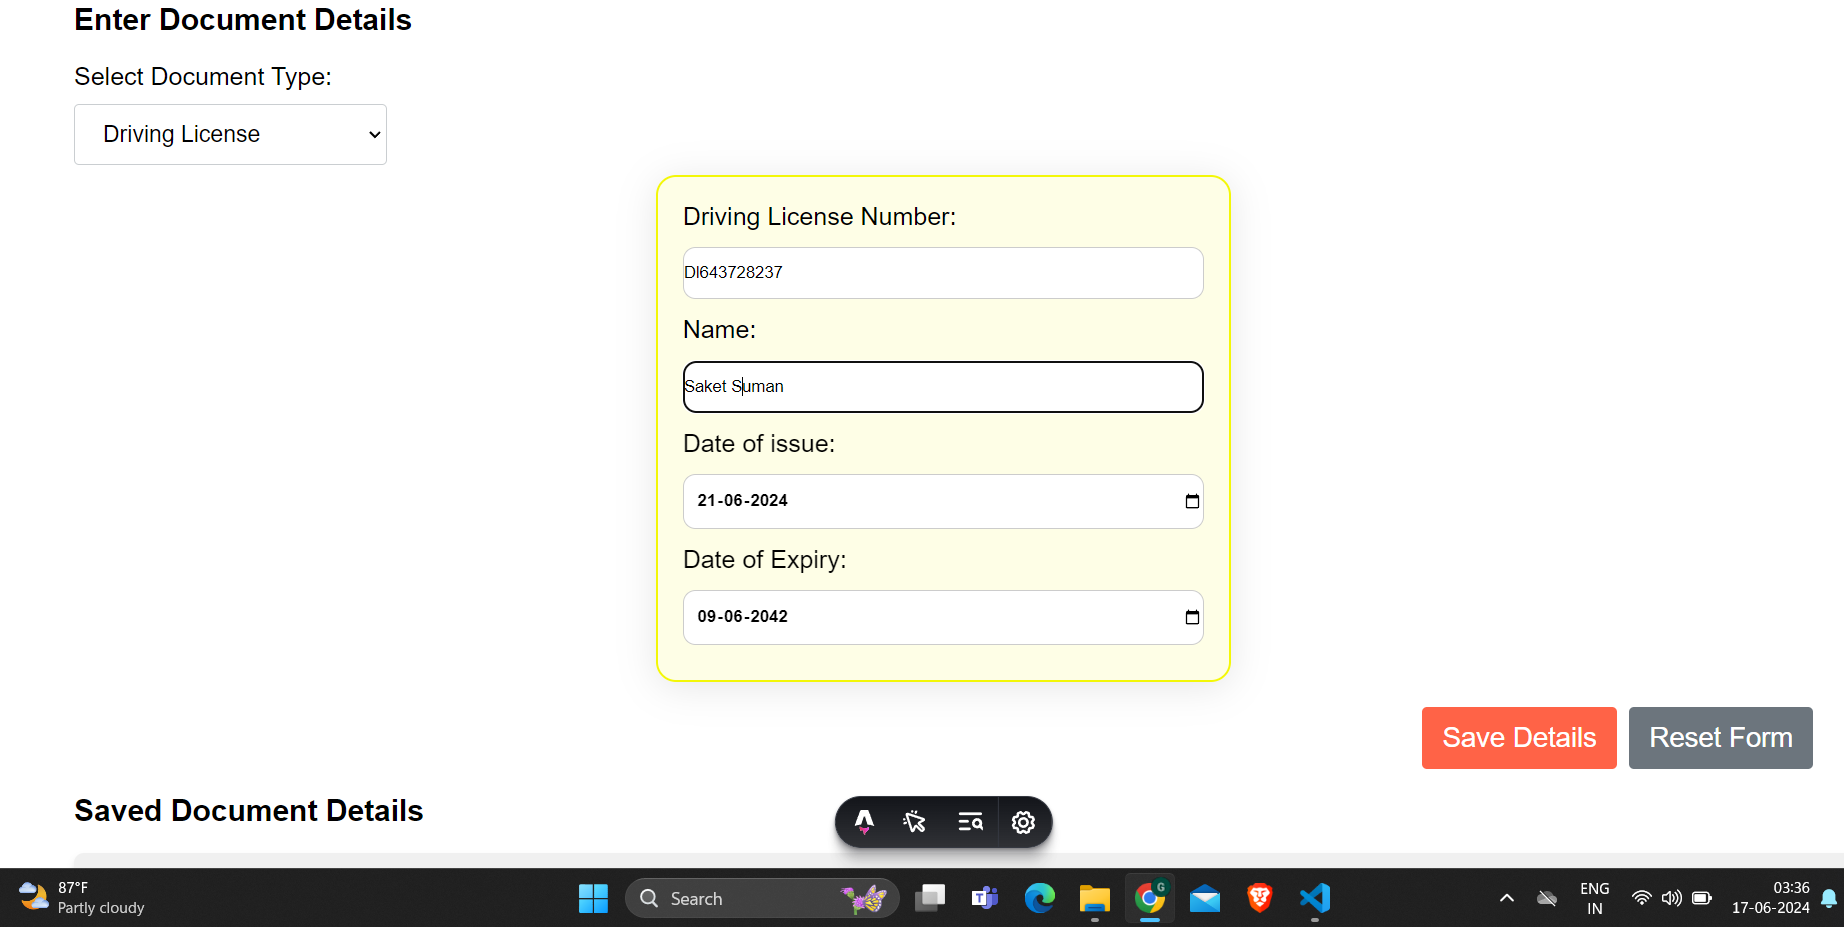 Enter Document Details
Select Document Type:
Driving License
Driving License Number:
Dl643728237
Name:
Saket Suman
Date of issue:
21-06-2024
Date of Expiry:
09-06-2042
Save Details
Reset Form
Saved Document Details
87°F
Partly cloudy
Search
T
G
ENG
IN
03:36
17-06-2024